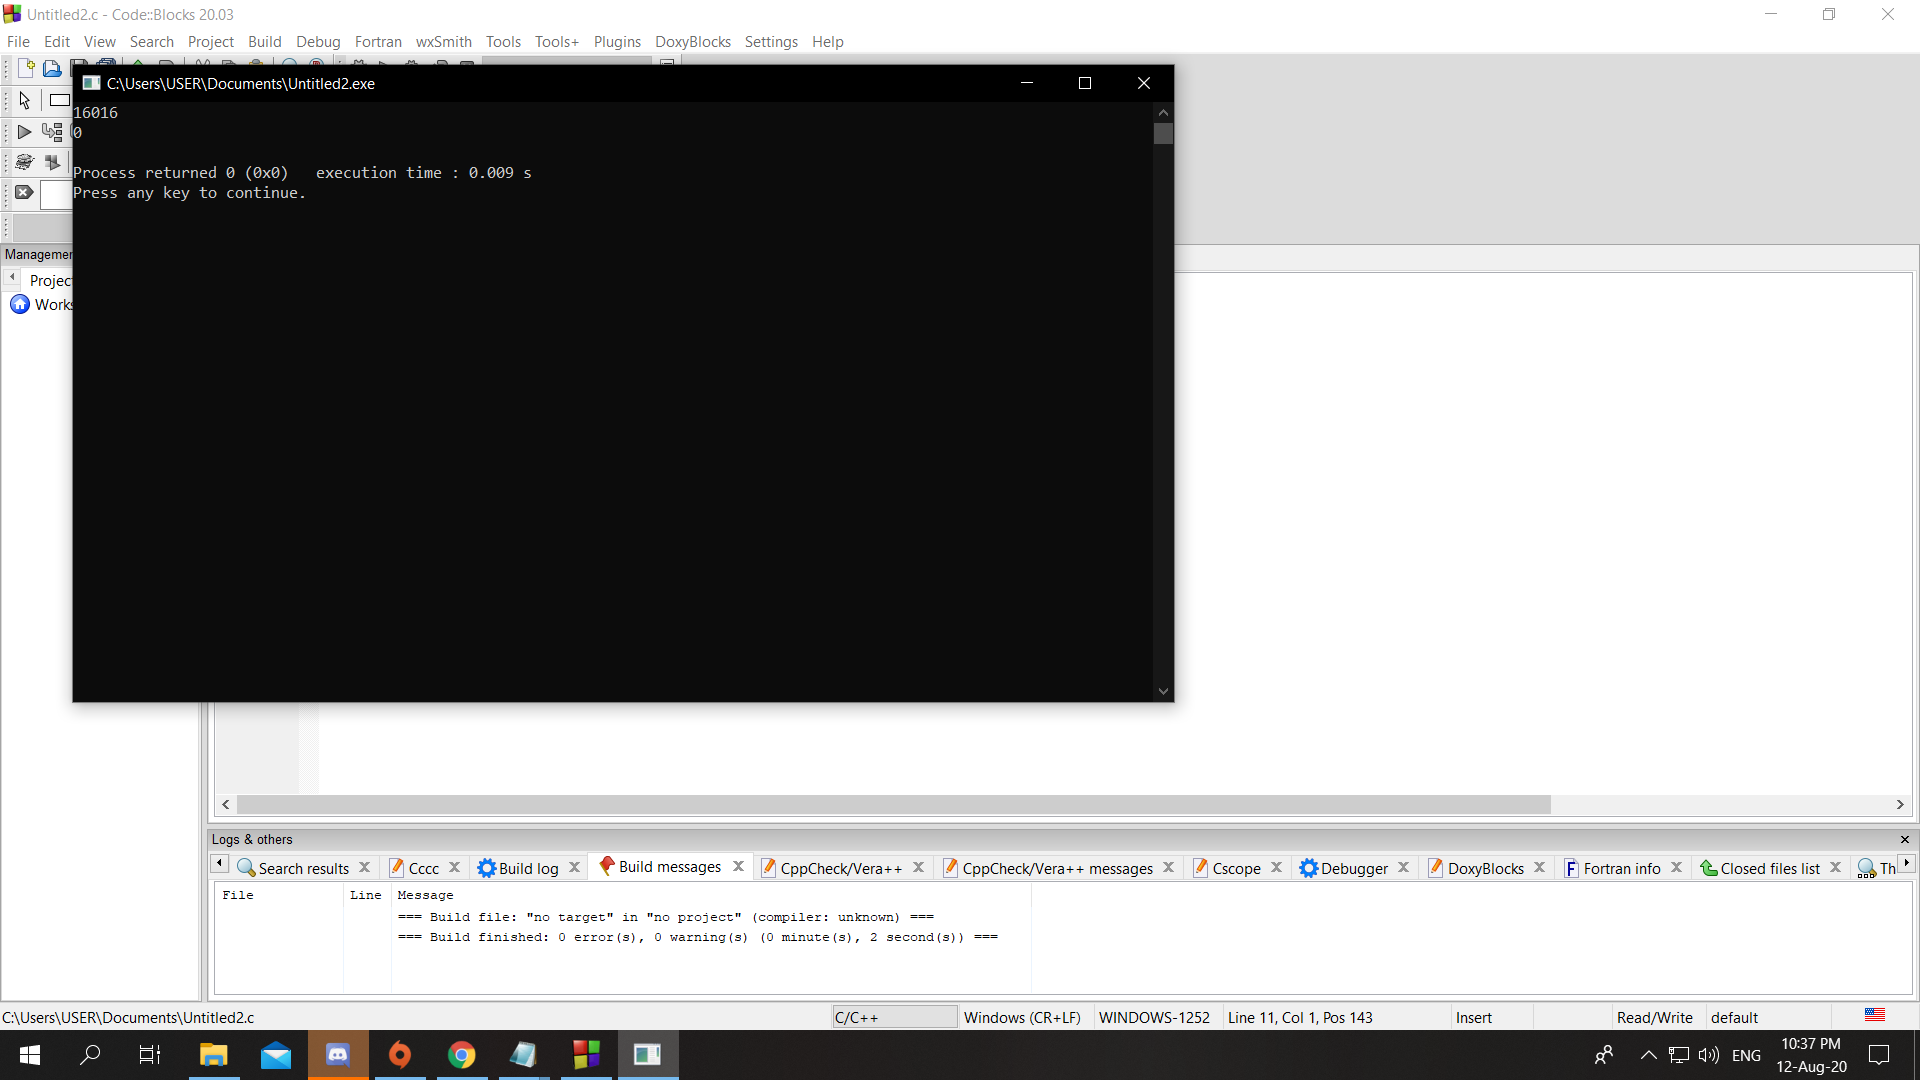 Untitled2.c - Code::Blocks 20.03
File Edit View Search Project Build Debug Fortran wxSmith Tools Tools+ Plugins DoxyBlocks Settings Help
C:\Users\USER\Documents\Untitled2.exe
16016
0
Process returned 0 (0x0)   execution time : 0.009 s
Press any key to continue.
Managemen
Projec
Works
Logs & others
Search results Cccc Build log Build messages CppCheck/Vera++ CppCheck/Vera++ messages Cscope Debugger DoxyBlocks Fortran info Closed files list Th
File Line Message
=== Build file: "no target" in "no project" (compiler: unknown) ===
=== Build finished: 0 error(s), 0 warning(s) (0 minute(s), 2 second(s)) ===
C:\Users\USER\Documents\Untitled2.c C/C++ Windows (CR+LF) WINDOWS-1252 Line 11, Col 1, Pos 143 Insert Read/Write default
ENG
10:37 PM
12-Aug-20